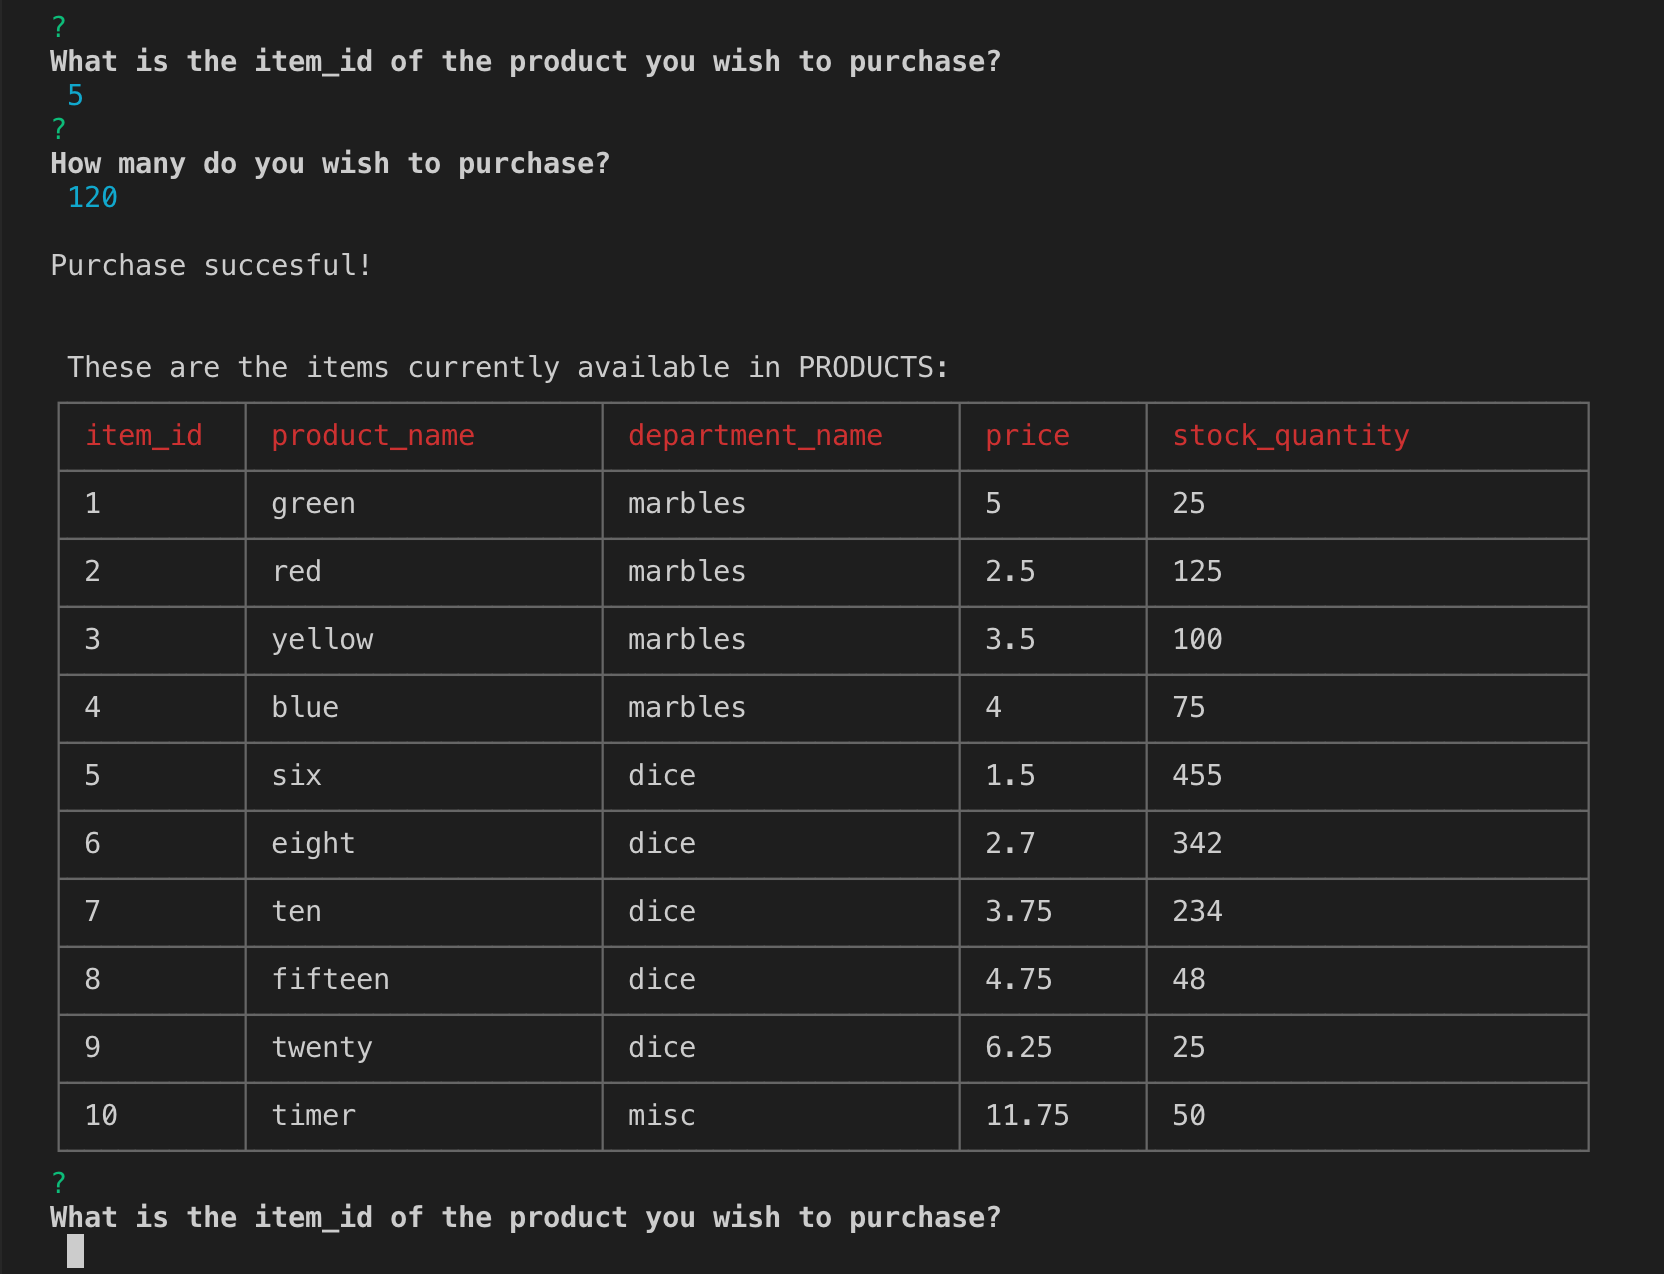 ?
What is the item_id of the product you wish to purchase?
5
?
How many do you wish to purchase?
120
Purchase succesful!
These are the items currently available in PRODUCTS:
item_id product_name department_name price stock_quantity
1 green marbles 5 25
2 red marbles 2.5 125
3 yellow marbles 3.5 100
4 blue marbles 4 75
5 six dice 1.5 455
6 eight dice 2.7 342
7 ten dice 3.75 234
8 fifteen dice 4.75 48
9 twenty dice 6.25 25
10 timer misc 11.75 50
?
What is the item_id of the product you wish to purchase?